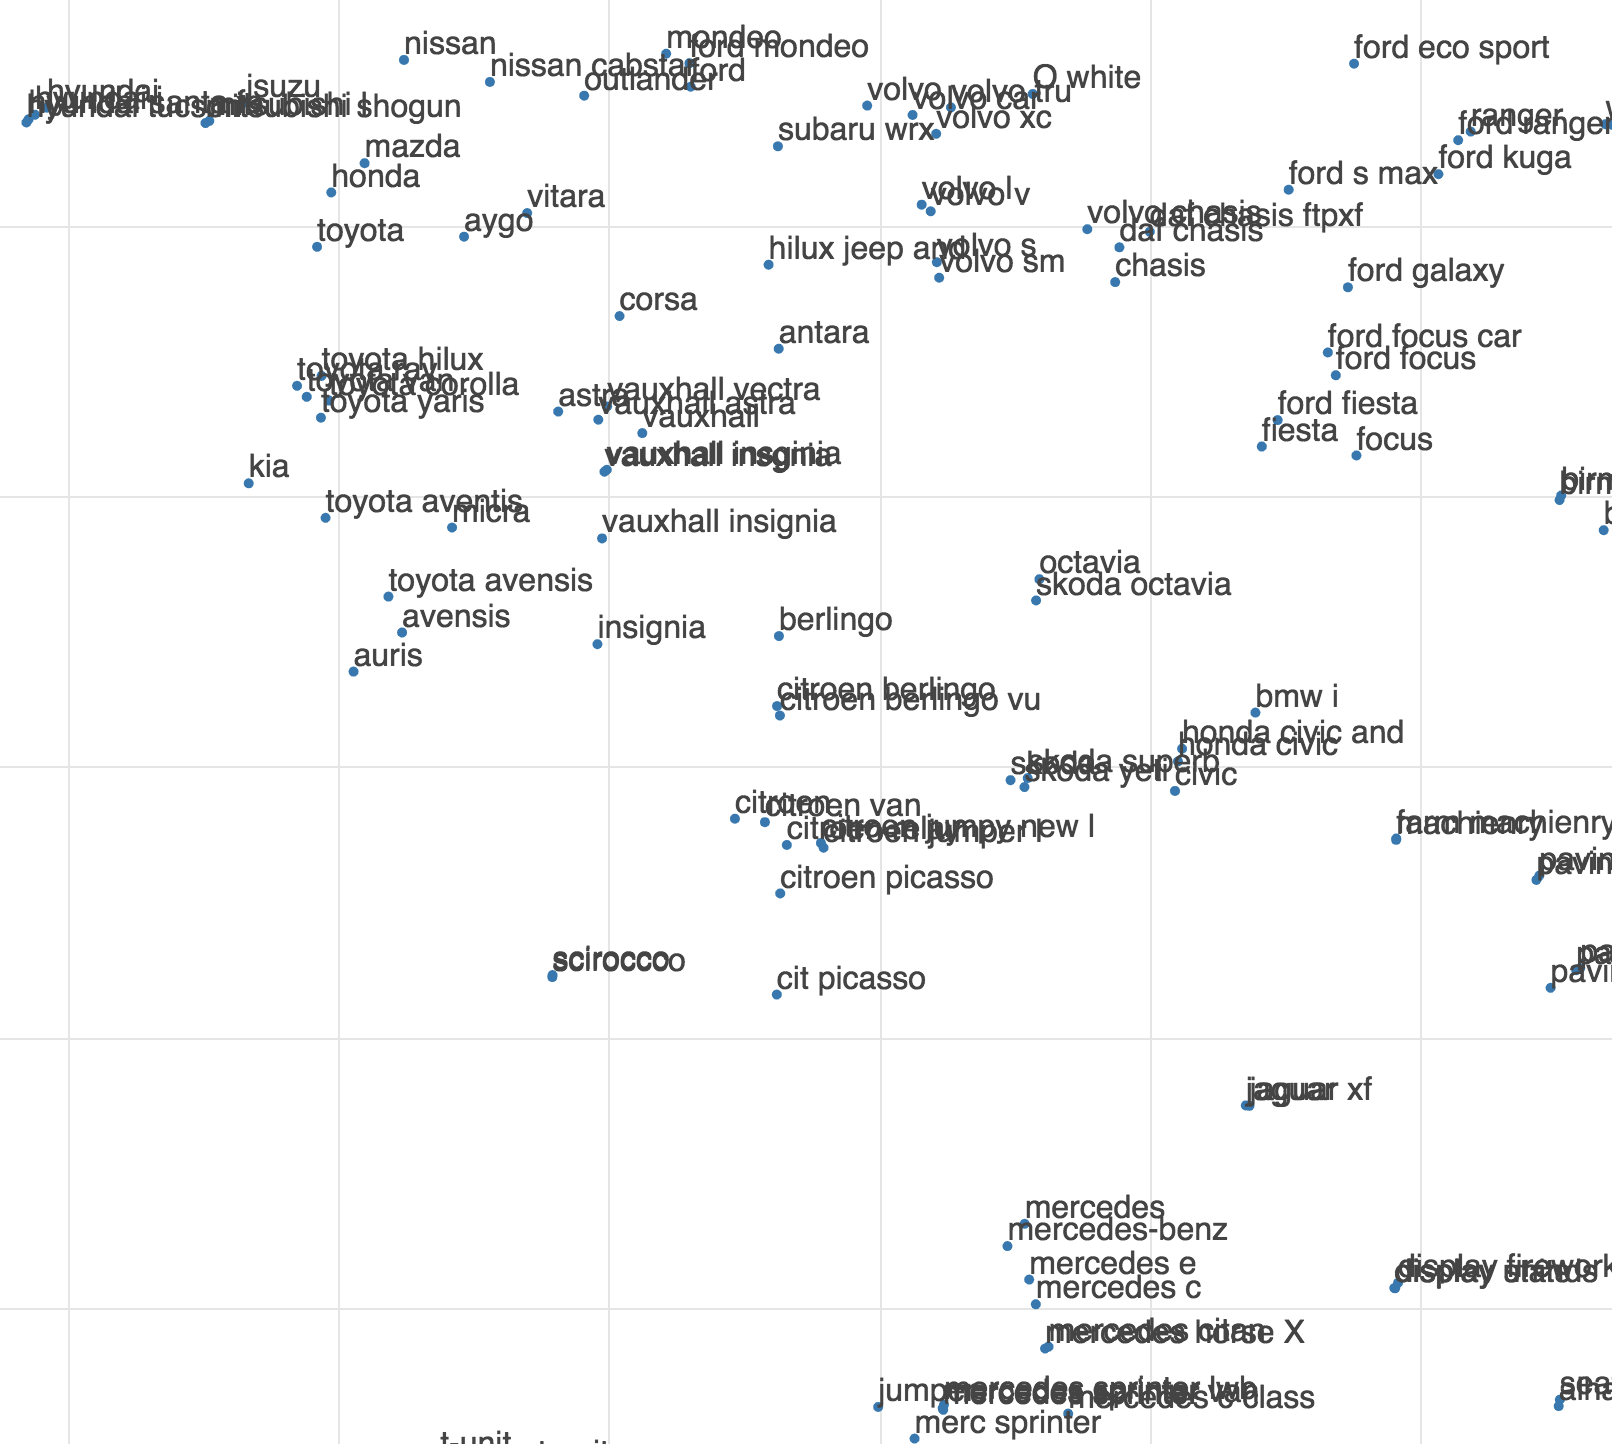 nissan
mondeo
ford mondeo
ford eco sport
nissan cabstar
ford
outlander
O white
hyundai
isuzu
volvo
volvo car
volvo tru
hyundai tucson
mitsubishi shogun
volvo xc
ranger
ford ranger
subaru wrx
mazda
honda
ford kuga
ford s max
vitara
volvo l
volvo v
aygo
toyota
volvo chasis
daf chasis ftpxf
daf chasis
hilux jeep and
volvo s
volvo sm
chasis
ford galaxy
corsa
antara
ford focus car
toyota hilux
toyota rav
toyota van
toyota corolla
toyota yaris
ford focus
astra
vauxhall vectra
vauxhall astra
vauxhall
ford fiesta
fiesta
focus
kia
vauxhall insginia
toyota aventis
micra
vauxhall insignia
octavia
skoda octavia
toyota avensis
avensis
insignia
berlingo
auris
citroen berlingo
citroen berlingo vu
bmw i
honda civic and
honda civic
civic
skoda
skoda superb
skoda yeti
citroen
citroen van
citroen jumpy new l
citroen jumper l
citroen picasso
farm machienry
scirocco
cit picasso
jaguar
jaguar xf
mercedes
mercedes-benz
mercedes e
mercedes c
mercedes citan
mercedes horse X
mercedes sprinter lwb
mercedes c class
merc sprinter
t-unit